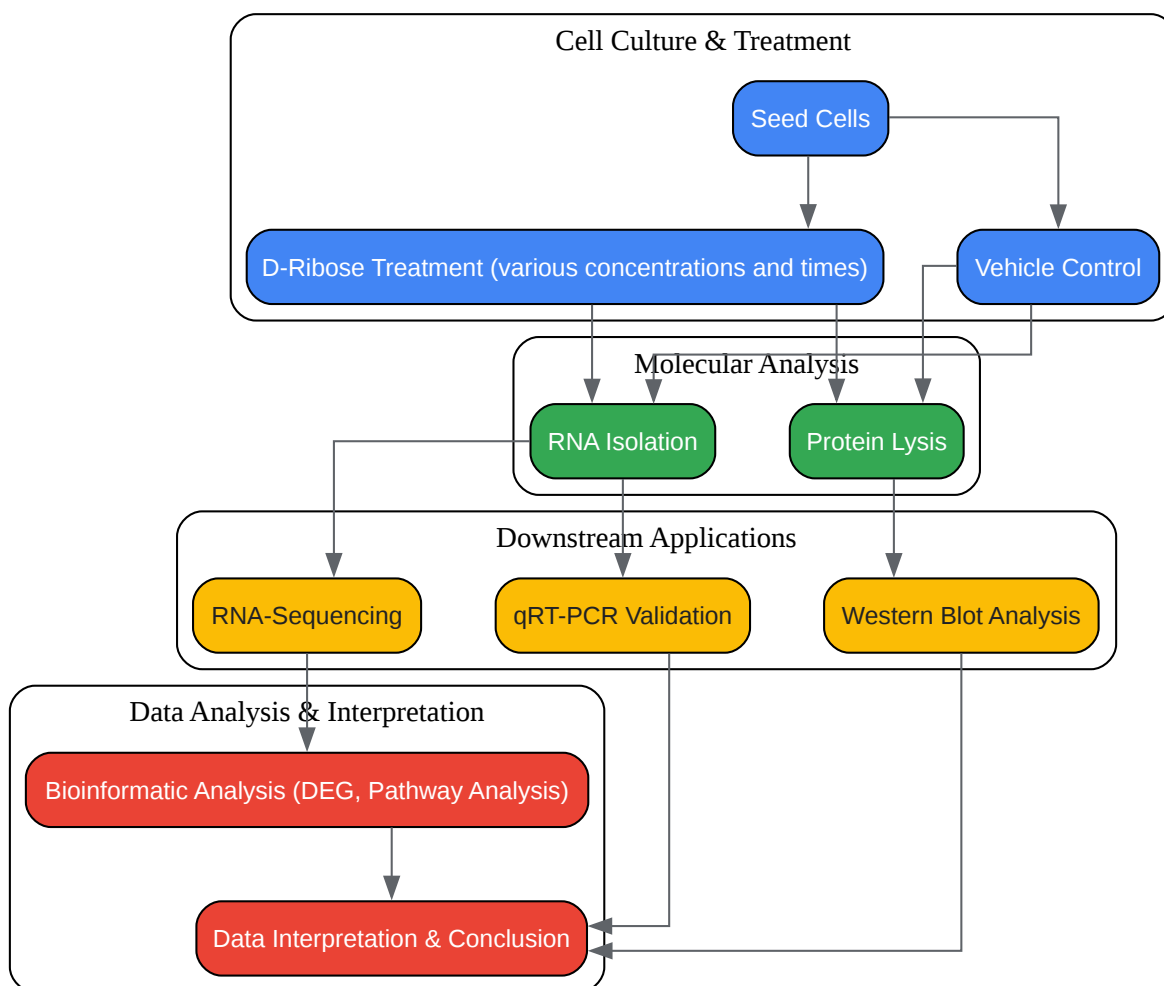 Cell Culture & Treatment
Seed Cells
D-Ribose Treatment (various concentrations and times)
Vehicle Control
Molecular Analysis
RNA Isolation
Protein Lysis
Downstream Applications
RNA-Sequencing
qRT-PCR Validation
Western Blot Analysis
Data Analysis & Interpretation
Bioinformatic Analysis (DEG, Pathway Analysis)
Data Interpretation & Conclusion